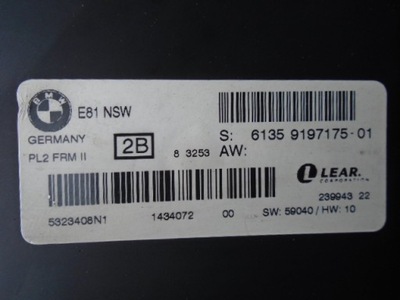 BMW
E81 NSW
GERMANY
PL2 FRM II
2B
8 3253
S: 6135 9197175-01
AW:
LEAR.
CORPORATION
239943 22
5323408N1
1434072
00
SW: 59040 / HW: 10